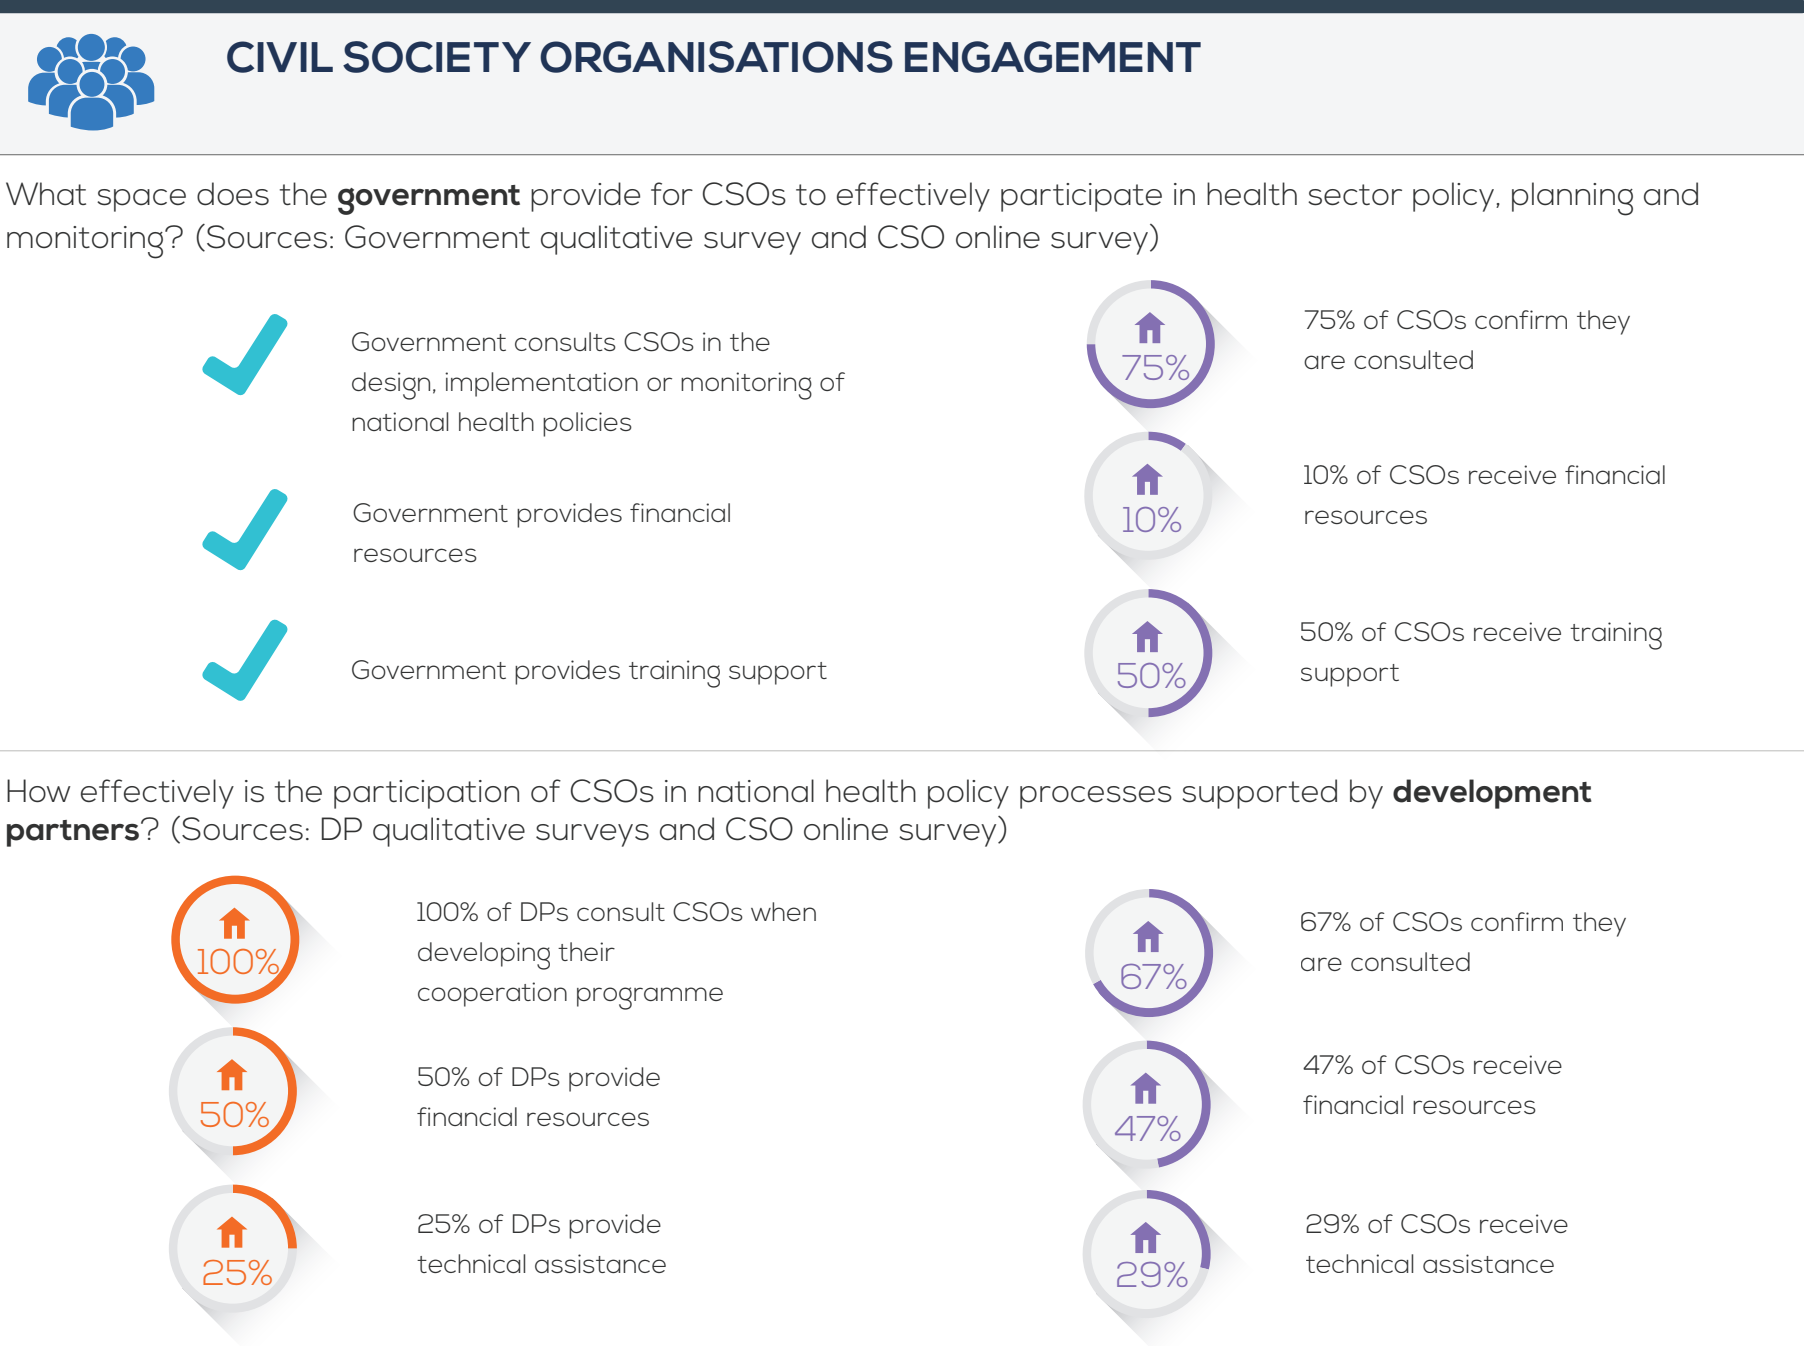 CIVIL SOCIETY ORGANISATIONS ENGAGEMENT
What space does the government provide for CSOs to effectively participate in health sector policy, planning and
monitoring? (Sources: Government qualitative survey and CSO online survey)
Government consults CSOs in the
design, implementation or monitoring of
national health policies
75%
75% of CSOs confirm they
are consulted
Government provides financial
resources
10%
10% of CSOs receive financial
resources
Government provides training support
50%
50% of CSOs receive training
support
How effectively is the participation of CSOs in national health policy processes supported by development
partners? (Sources: DP qualitative surveys and CSO online survey)
100%
100% of DPs consult CSOs when
developing their
cooperation programme
67%
67% of CSOs confirm they
are consulted
50%
50% of DPs provide
financial resources
47%
47% of CSOs receive
financial resources
25%
25% of DPs provide
technical assistance
29%
29% of CSOs receive
technical assistance